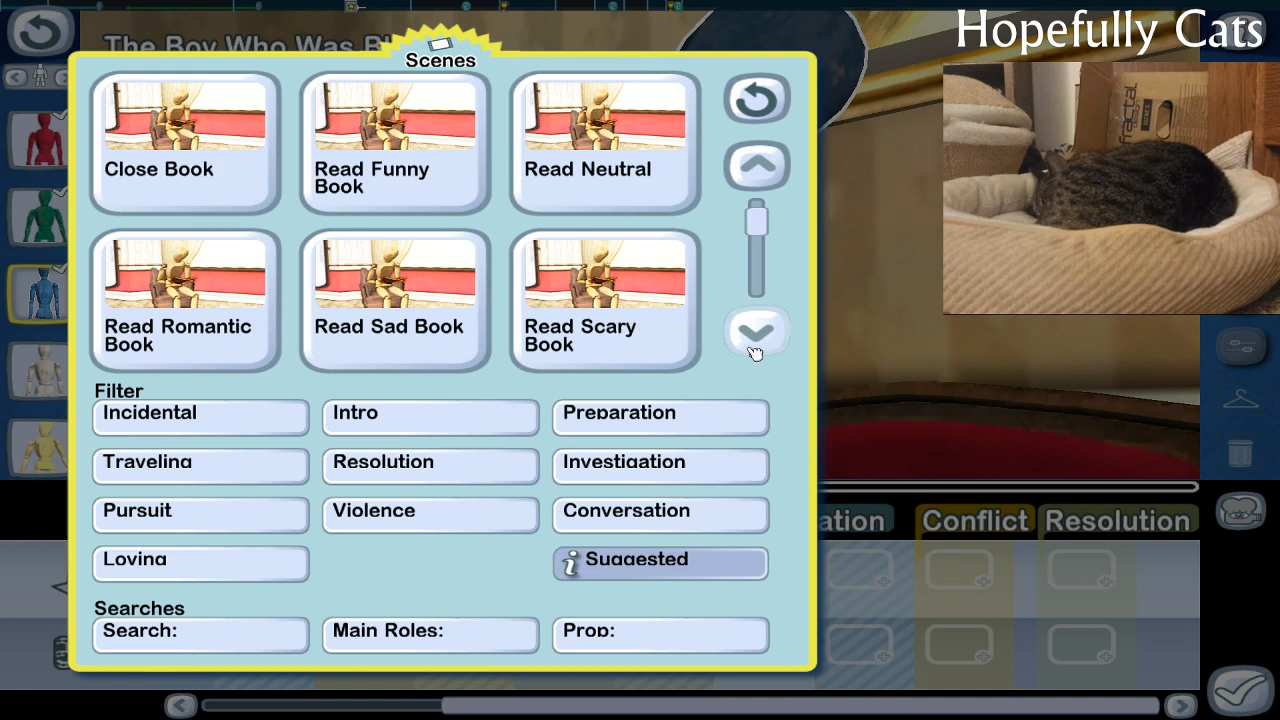 Hopefully Cats
The Boy Who Was
Scenes
fractal
design
Close Book
Read Funny
Book
Read Neutral
Read Romantic
Book
Read Sad Book
Read Scary
Book
Filter
Incidental
Intro
Preparation
Traveling
Resolution
Investigation
Pursuit
Violence
Conversation
Loving
i Suggested
ation
Conflict
Resolution
Searches
Search:
Main Roles:
Prop: